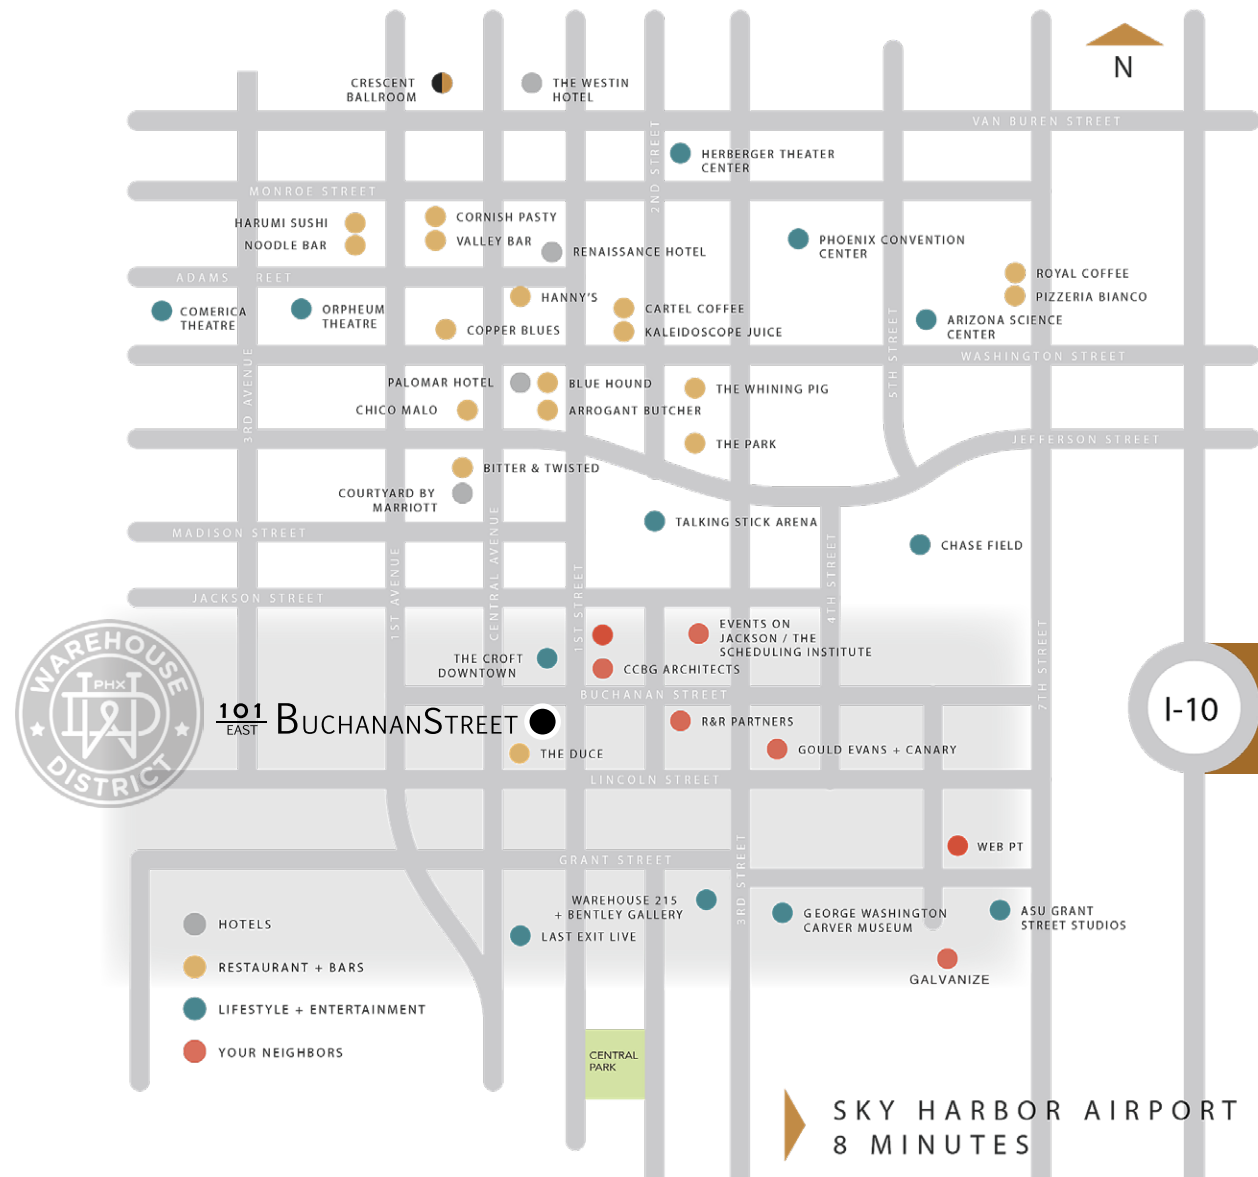 N
CRESCENT
BALLROOM
THE WESTIN
HOTEL
VAN BUREN STREET
2ND STREET
HERBERGER THEATER
CENTER
MONROE STREET
HARUMI SUSHI
NOODLE BAR
CORNISH PASTY
VALLEY BAR
RENAISSANCE HOTEL
PHOENIX CONVENTION
CENTER
ROYAL COFFEE
PIZZERIA BIANCO
ADAMS REET
COMERICA
THEATRE
ORPHEUM
THEATRE
HANNY'S
COPPER BLUES
CARTEL COFFEE
KALEIDOSCOPE JUICE
ARIZONA SCIENCE
CENTER
5TH STREET
WASHINGTON STREET
3RD AVENUE
PALOMAR HOTEL
BLUE HOUND
CHICO MALO
ARROGANT BUTCHER
THE WHINING PIG
THE PARK
JEFFERSON STREET
BITTER & TWISTED
COURTYARD BY
MARRIOTT
TALKING STICK ARENA
CHASE FIELD
MADISON STREET
1ST AVENUE
CENTRAL AVENUE
1ST STREET
4TH STREET
JACKSON STREET
EVENTS ON
JACKSON / THE
SCHEDULING INSTITUTE
THE CROFT
DOWNTOWN
CCBG ARCHITECTS
7TH STREET
WAREHOUSE
PHX
WD
DISTRICT
BUCHANAN STREET
101
EAST
BUCHANANSTREET
R&R PARTNERS
GOULD EVANS + CANARY
THE DUCE
I-10
LINCOLN STREET
WEB PT
GRANT STREET
3RD STREET
WAREHOUSE 215
+ BENTLEY GALLERY
LAST EXIT LIVE
GEORGE WASHINGTON
CARVER MUSEUM
ASU GRANT
STREET STUDIOS
GALVANIZE
HOTELS
RESTAURANT + BARS
LIFESTYLE + ENTERTAINMENT
YOUR NEIGHBORS
CENTRAL
PARK
SKY HARBOR AIRPORT
8 MINUTES